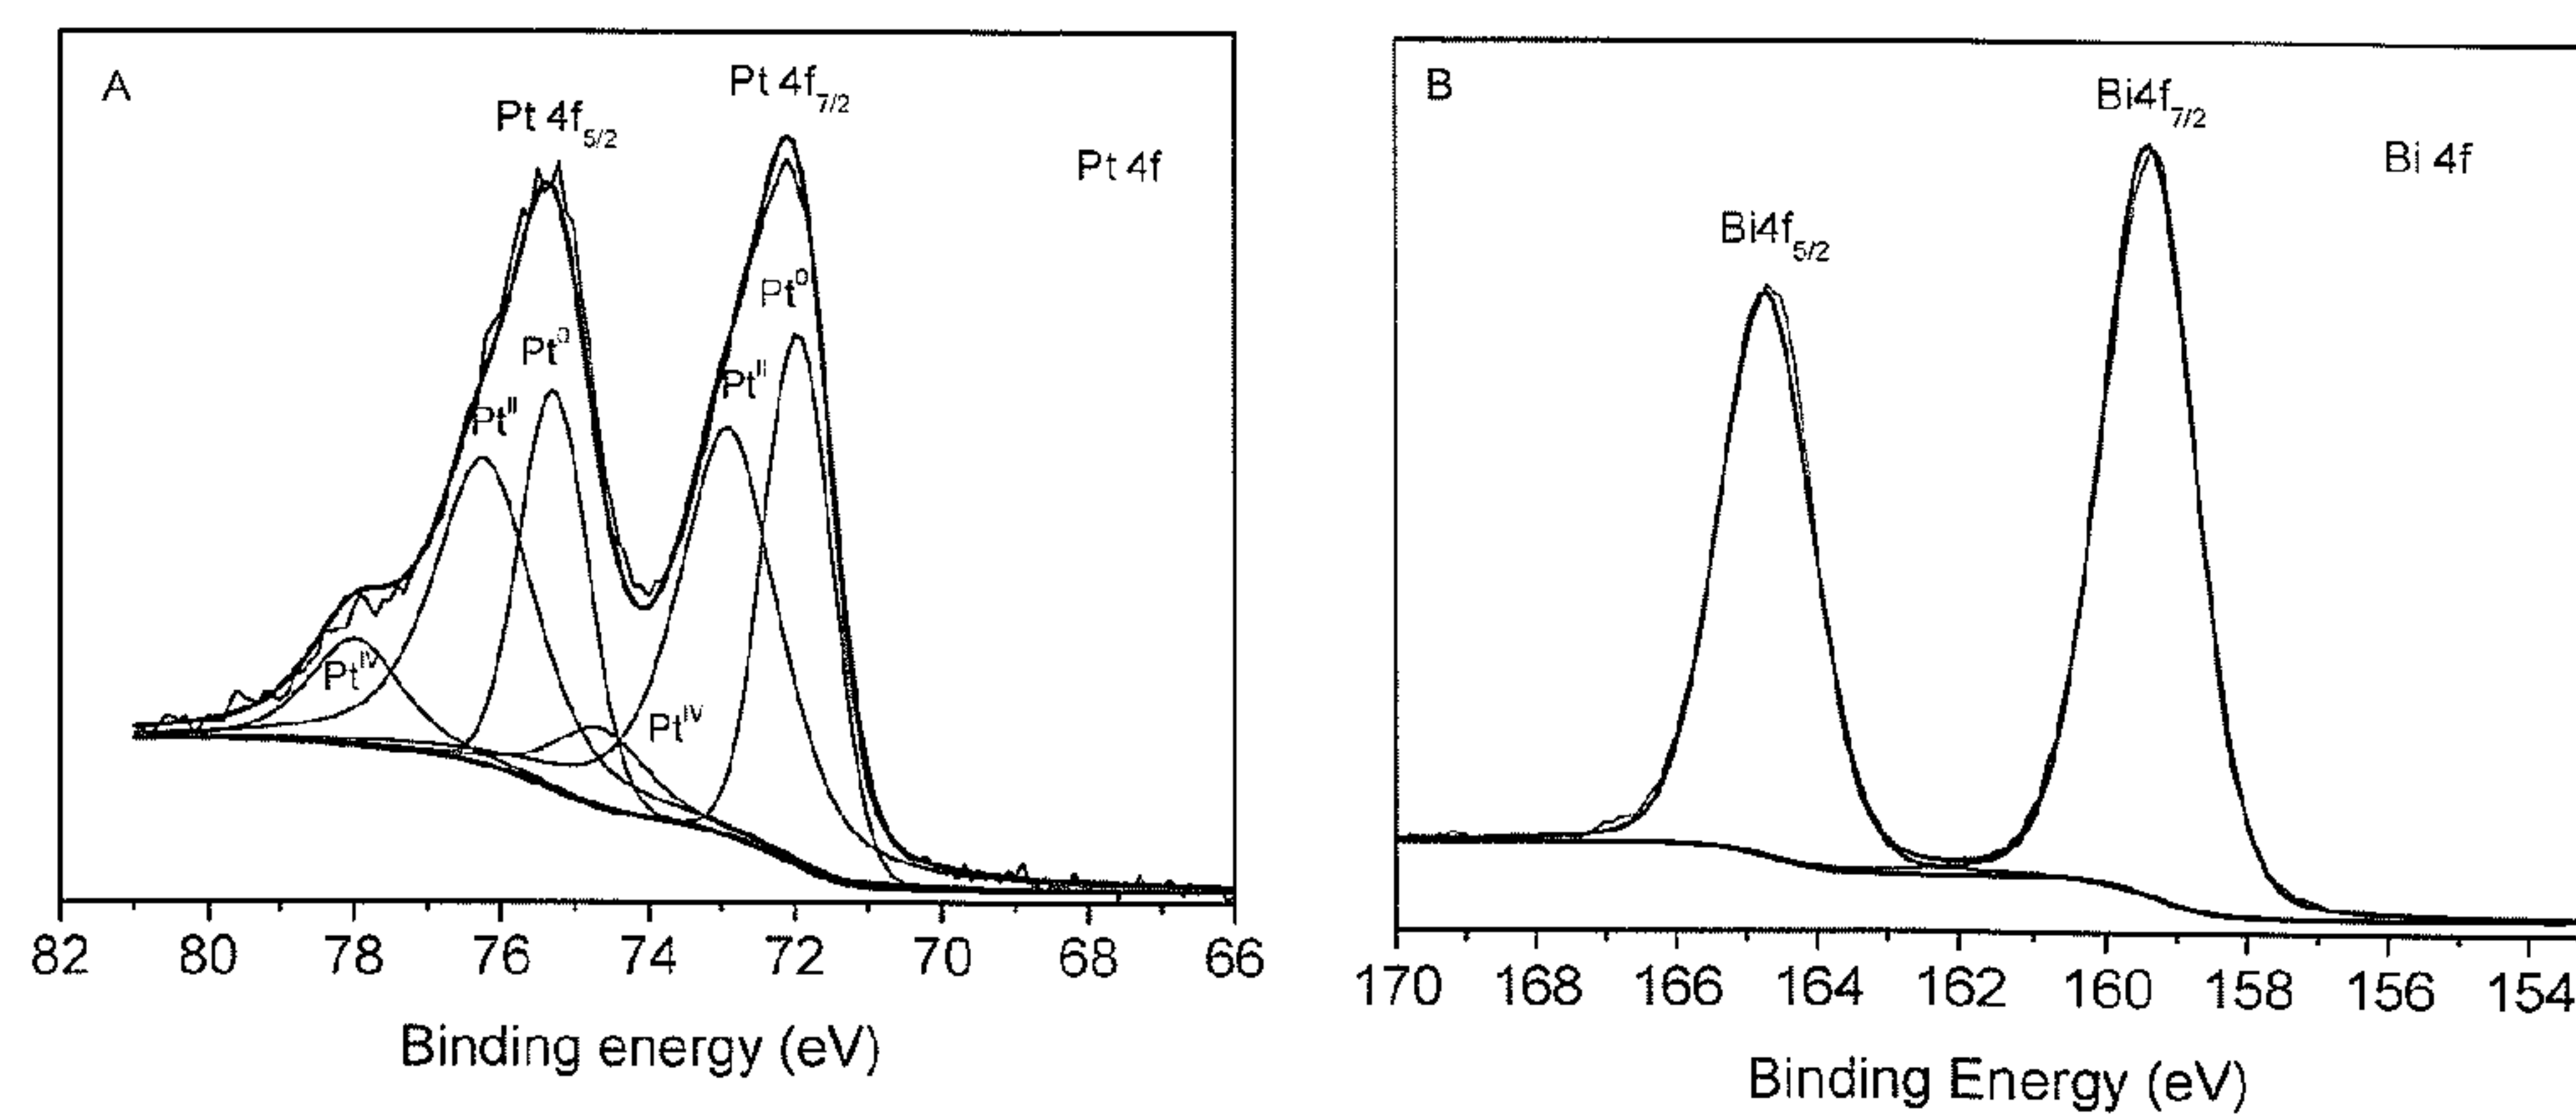 A
Pt 4f5/2
Pt 4f7/2
Pt 4f
Pt0
Pt0
PtII
PtII
PtIV
PtIV
82 80 78 76 74 72 70 68 66
Binding energy (eV)
B
Bi4f7/2
Bi 4f
Bi4f5/2
170 168 166 164 162 160 158 156 154
Binding Energy (eV)